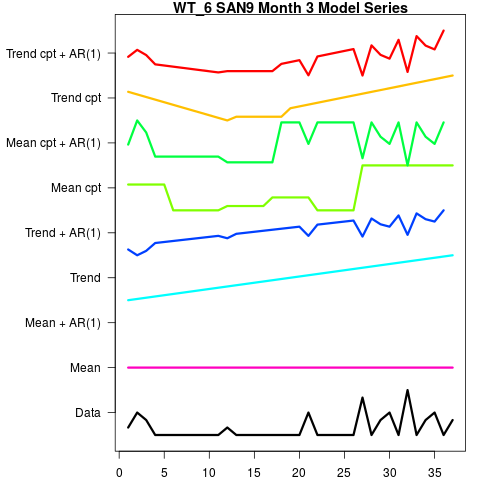 WT_6 SAN9 Month 3 Model Series
Trend cpt + AR(1)
Trend cpt
Mean cpt + AR(1)
Mean cpt
Trend + AR(1)
Trend
Mean + AR(1)
Mean
Data
0 5 10 15 20 25 30 35